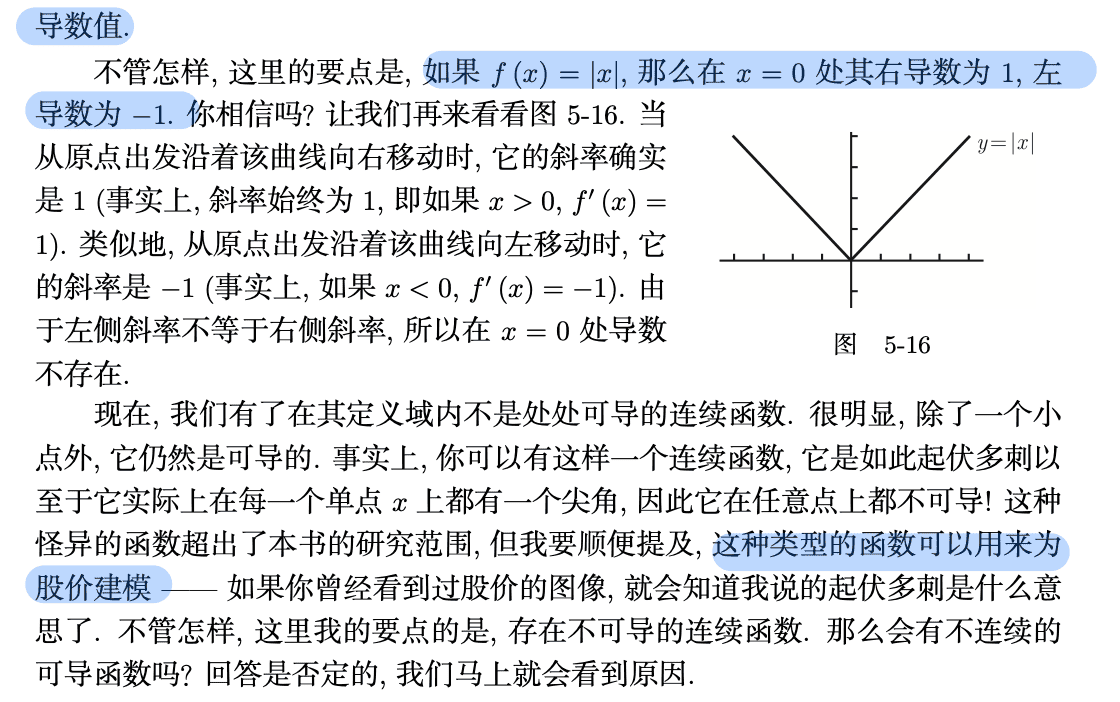 导数值.
不管怎样, 这里的要点是, 如果 f (x) = |x|, 那么在 x = 0 处其右导数为 1, 左
导数为 −1. 你相信吗? 让我们再来看看图 5-16. 当
从原点出发沿着该曲线向右移动时, 它的斜率确实
是 1 (事实上, 斜率始终为 1, 即如果 x > 0, f′ (x) =
1). 类似地, 从原点出发沿着该曲线向左移动时, 它
的斜率是 −1 (事实上, 如果 x < 0, f′ (x) = −1). 由
于左侧斜率不等于右侧斜率, 所以在 x = 0 处导数
不存在.
y=|x|
图 5-16
现在, 我们有了在其定义域内不是处处可导的连续函数. 很明显, 除了一个小
点外, 它仍然是可导的. 事实上, 你可以有这样一个连续函数, 它是如此起伏多刺以
至于它实际上在每一个单点 x 上都有一个尖角, 因此它在任意点上都不可导! 这种
怪异的函数超出了本书的研究范围, 但我要顺便提及, 这种类型的函数可以用来为
股价建模 —— 如果你曾经看到过股价的图像, 就会知道我说的起伏多刺是什么意
思了. 不管怎样, 这里我的要点的是, 存在不可导的连续函数. 那么会有不连续的
可导函数吗? 回答是否定的, 我们马上就会看到原因.